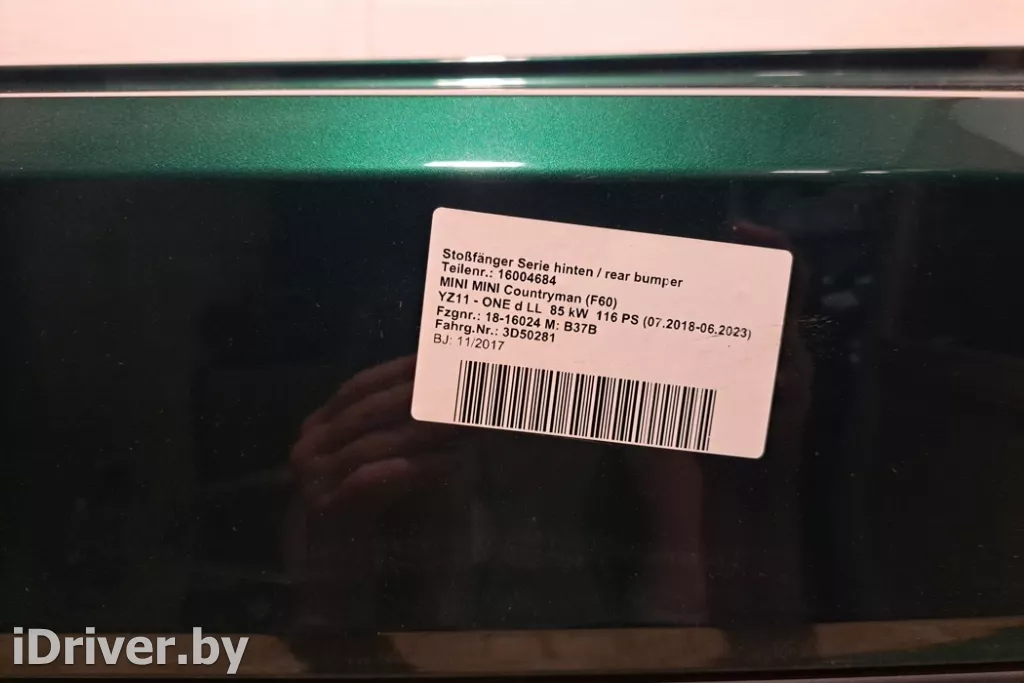 Stoßfänger Serie hinten / rear bumper
Teilenr.: 16004684
MINI MINI Countryman (F60)
YZ11 - ONE d LL 85 kW 116 PS (07.2018-06.2023)
Fzgnr.: 18-16024 M: B37B
Fahrg.Nr.: 3D50281
BJ: 11/2017
iDriver.by